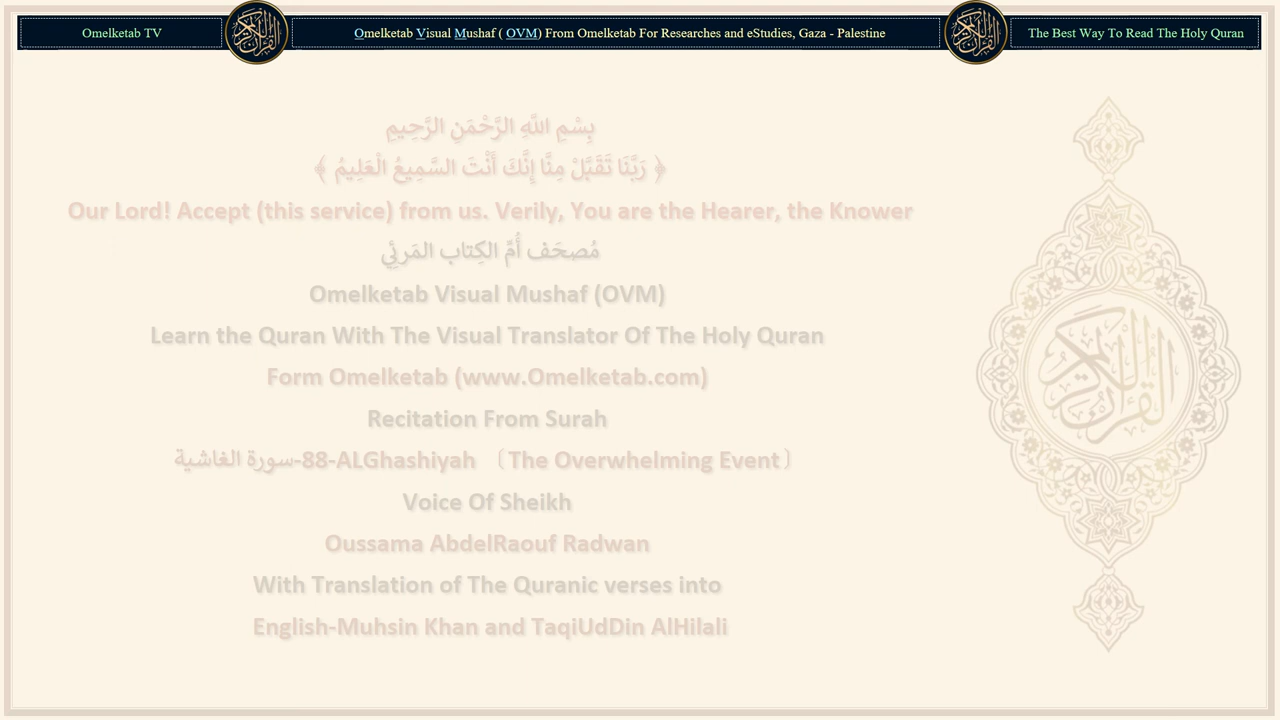 Omelketab TV
Omelketab Visual Mushaf ( OVM) From Omelketab For Researches and eStudies, Gaza - Palestine
The Best Way To Read The Holy Quran
بِسْمِ اللَّهِ الرَّحْمَنِ الرَّحِيمِ
﴿ رَبَّنَا تَقَبَّلْ مِنَّا إِنَّكَ أَنْتَ السَّمِيعُ الْعَلِيمُ ﴾
Our Lord! Accept (this service) from us. Verily, You are the Hearer, the Knower
مُصحَف أُمِّ الكِتاب المَرئِي
Omelketab Visual Mushaf (OVM)
Learn the Quran With The Visual Translator Of The Holy Quran
Form Omelketab (www.Omelketab.com)
Recitation From Surah
سورة الغاشية-88-ALGhashiyah 〔The Overwhelming Event〕
Voice Of Sheikh
Oussama AbdelRaouf Radwan
With Translation of The Quranic verses into
English-Muhsin Khan and TaqiUdDin AlHilali
القرآن الكريم